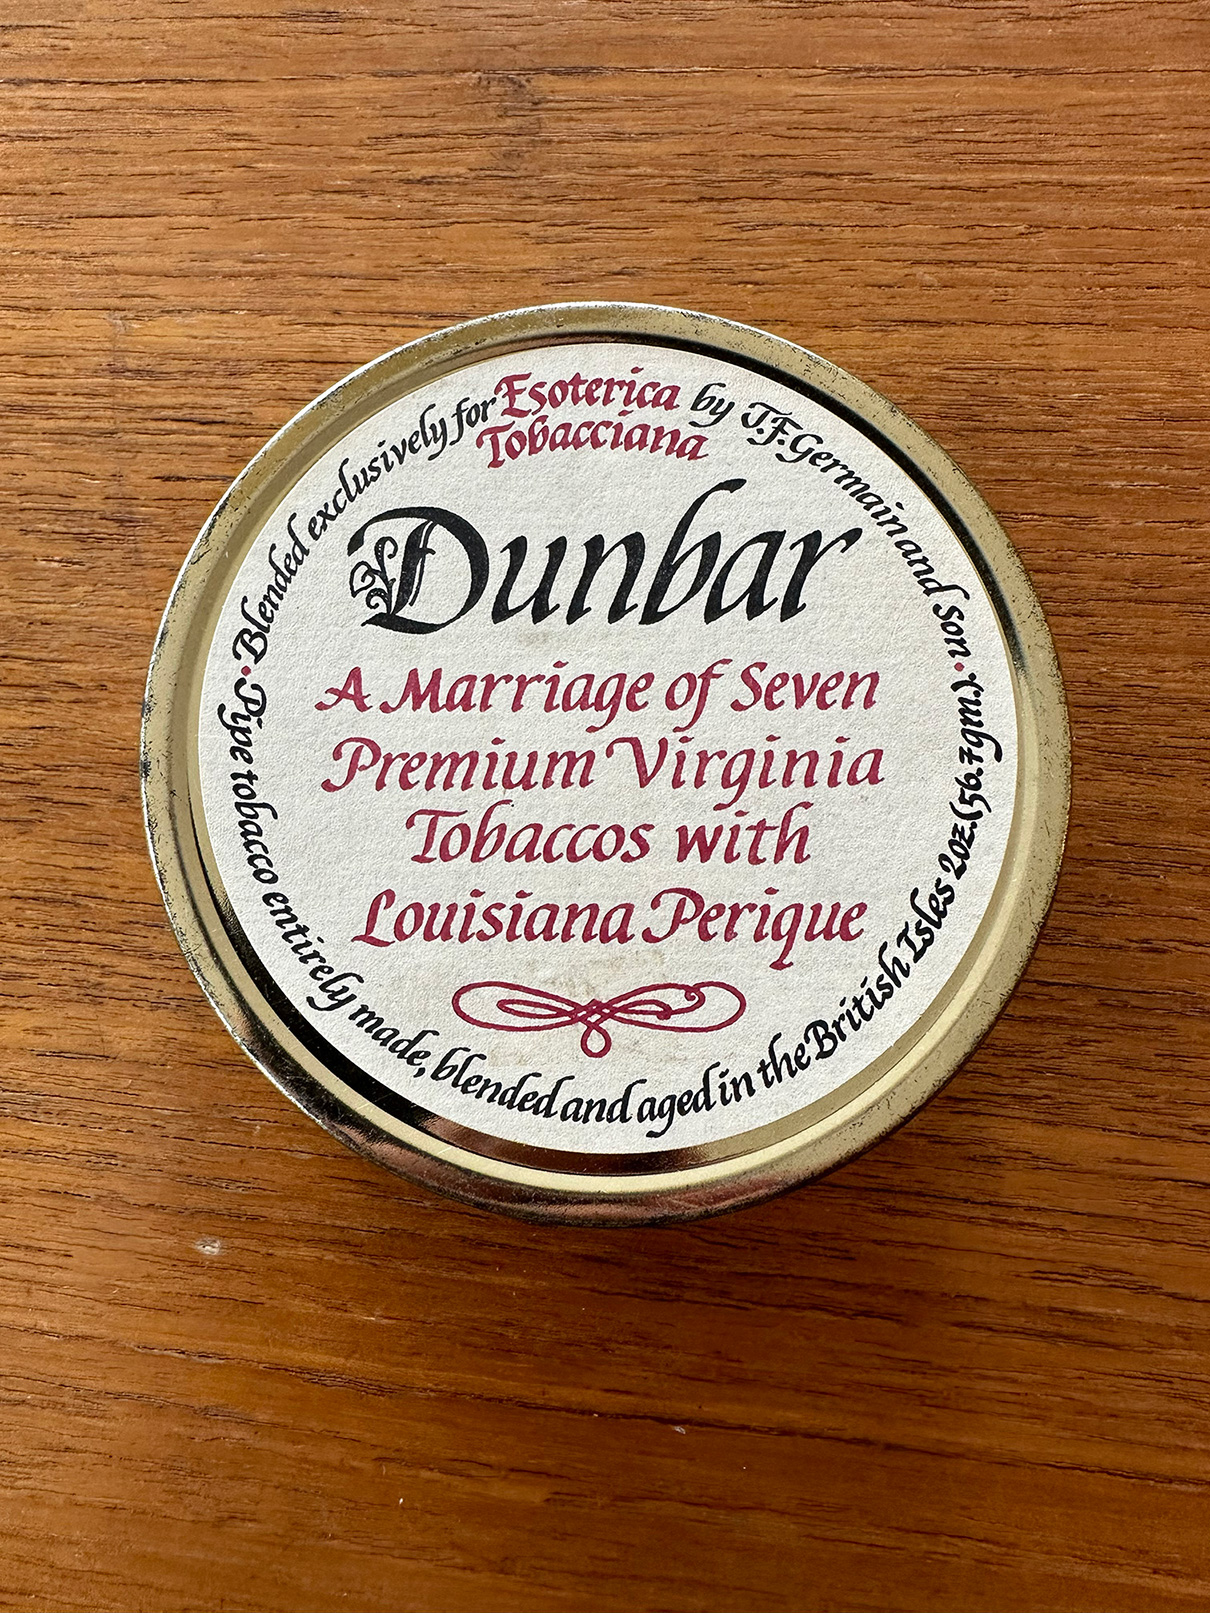 Blended exclusively for Esoterica Tobacciana by J.F. Germain and Son.
Dunbar
A Marriage of Seven
Premium Virginia
Tobaccos with
Louisiana Perique
Pipe tobacco entirely made, blended and aged in the British Isles 2oz. (56.7gm.).